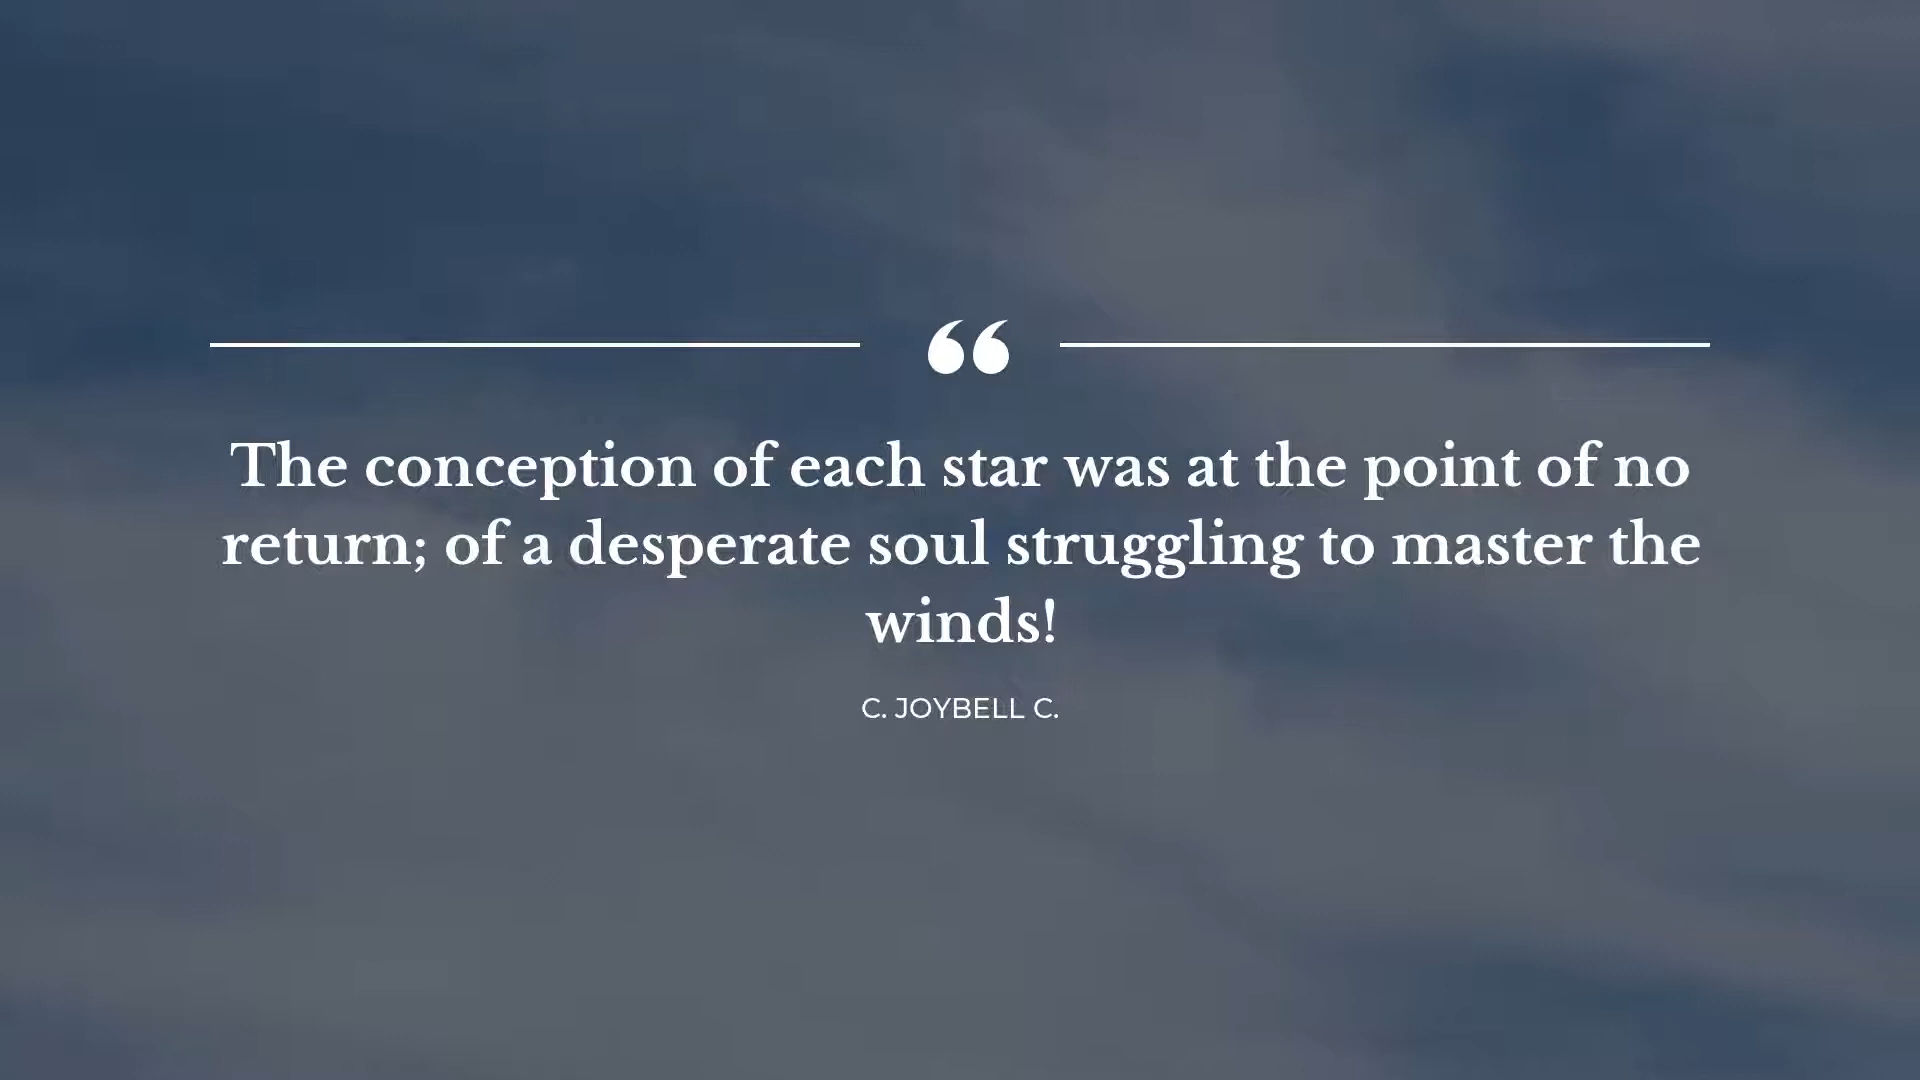 “
The conception of each star was at the point of no
return; of a desperate soul struggling to master the
winds!
C. JOYBELL C.